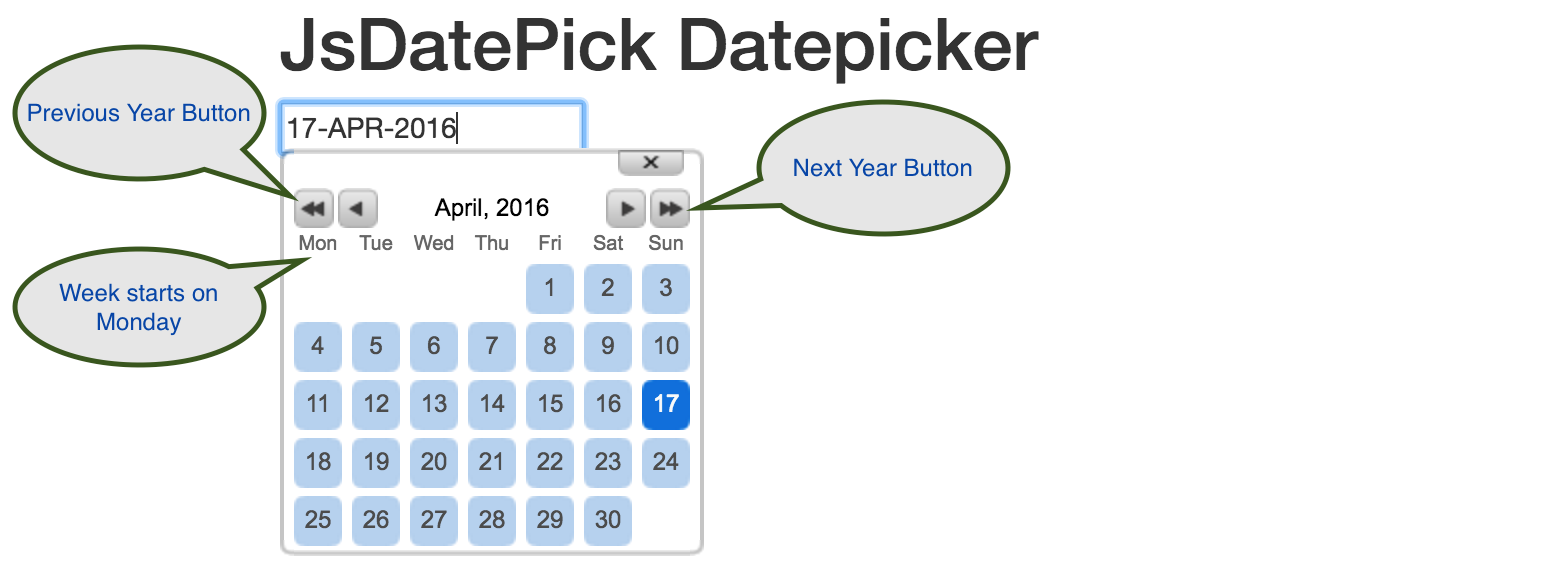 JsDatePick Datepicker
Previous Year Button
17-APR-2016
Next Year Button
April, 2016
Mon Tue Wed Thu Fri Sat Sun
Week starts on
Monday
1 2 3
4 5 6 7 8 9 10
11 12 13 14 15 16 17
18 19 20 21 22 23 24
25 26 27 28 29 30